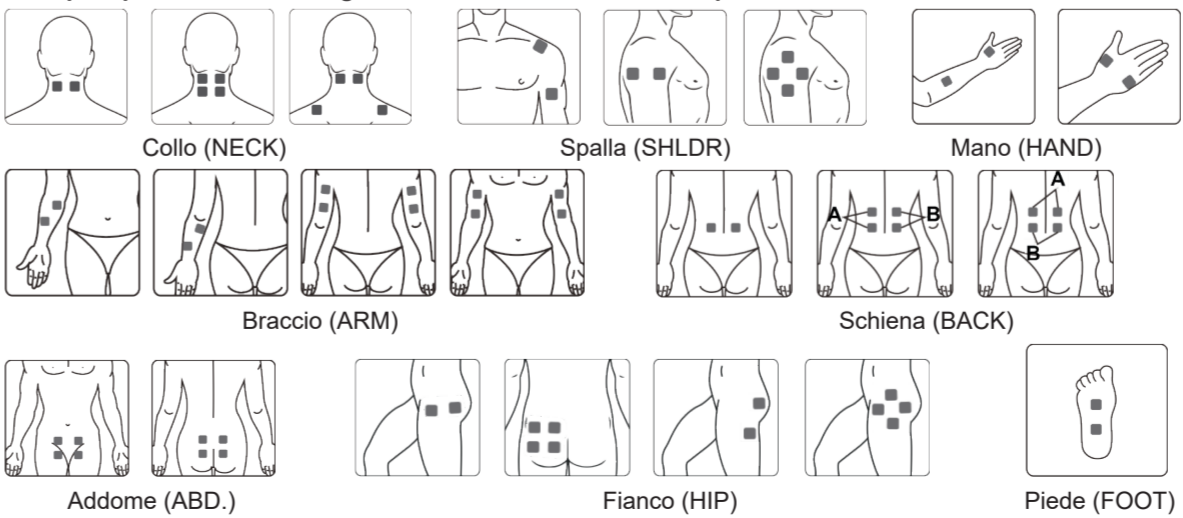 Collo (NECK)
Spalla (SHLDR)
Mano (HAND)
A
B
A
B
Braccio (ARM)
Schiena (BACK)
Addome (ABD.)
Fianco (HIP)
Piede (FOOT)